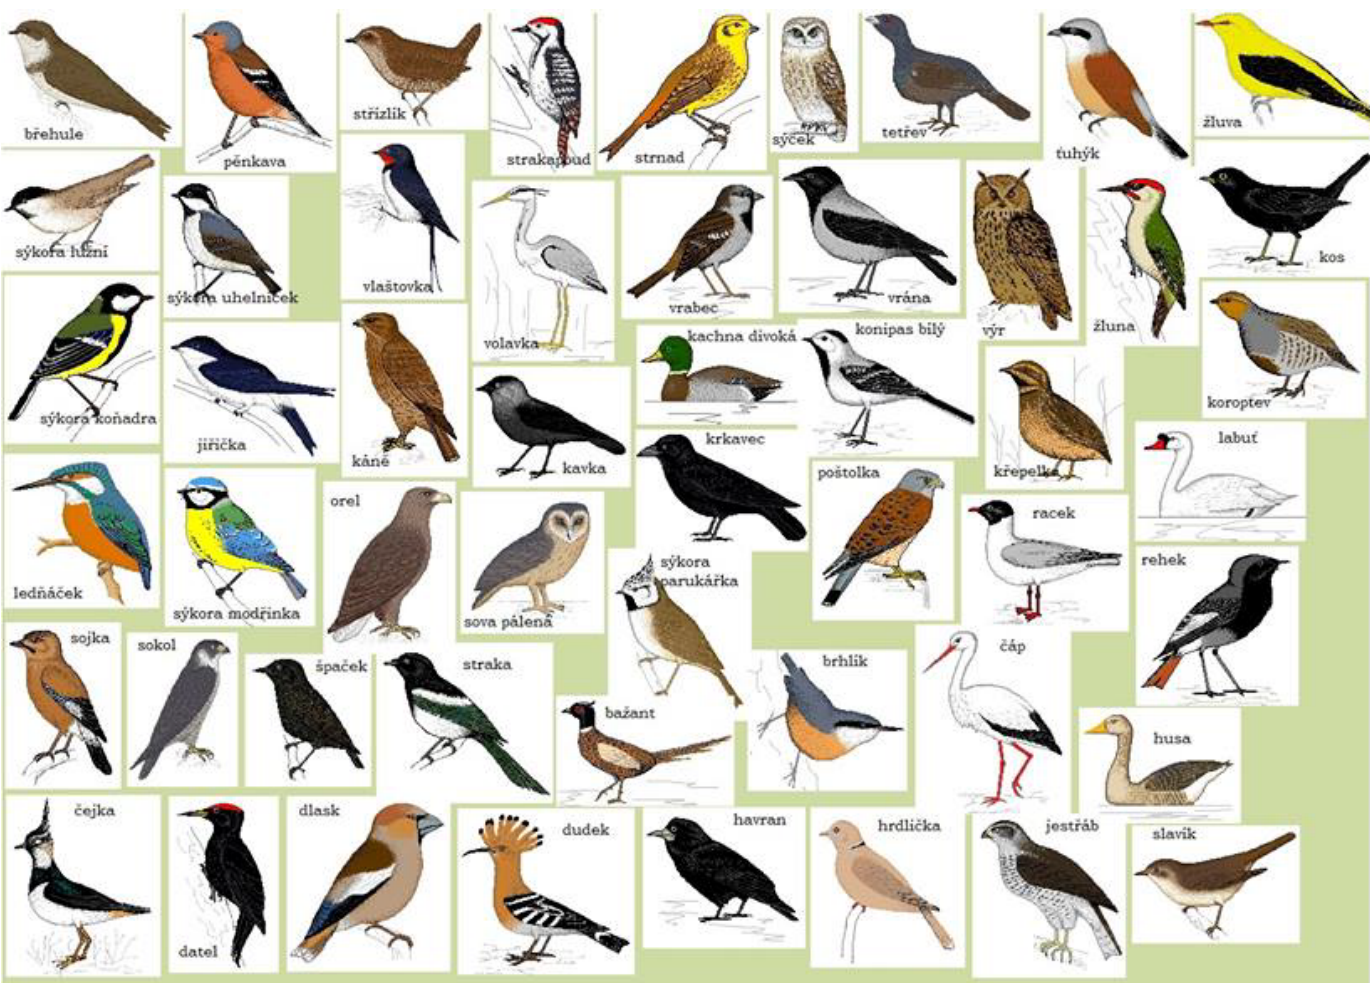 břehule
pěnkava
střízlík
strakapoud
strnad
sýček
tetřev
ťuhýk
žluva
sýkora lužní
sýkora uhelníček
vlaštovka
volavka
vrabec
vrána
výr
žluna
kos
sýkora koňadra
jiřička
káně
kavka
kachna divoká
konipas bílý
křepelka
koroptev
ledňáček
sýkora modřinka
orel
sova pálená
krkavec
sýkora
parukářka
poštolka
racek
labuť
rehek
sojka
sokol
špaček
straka
bažant
brhlík
čáp
husa
čejka
datel
dlask
dudek
havran
hrdlička
jestřáb
slavík